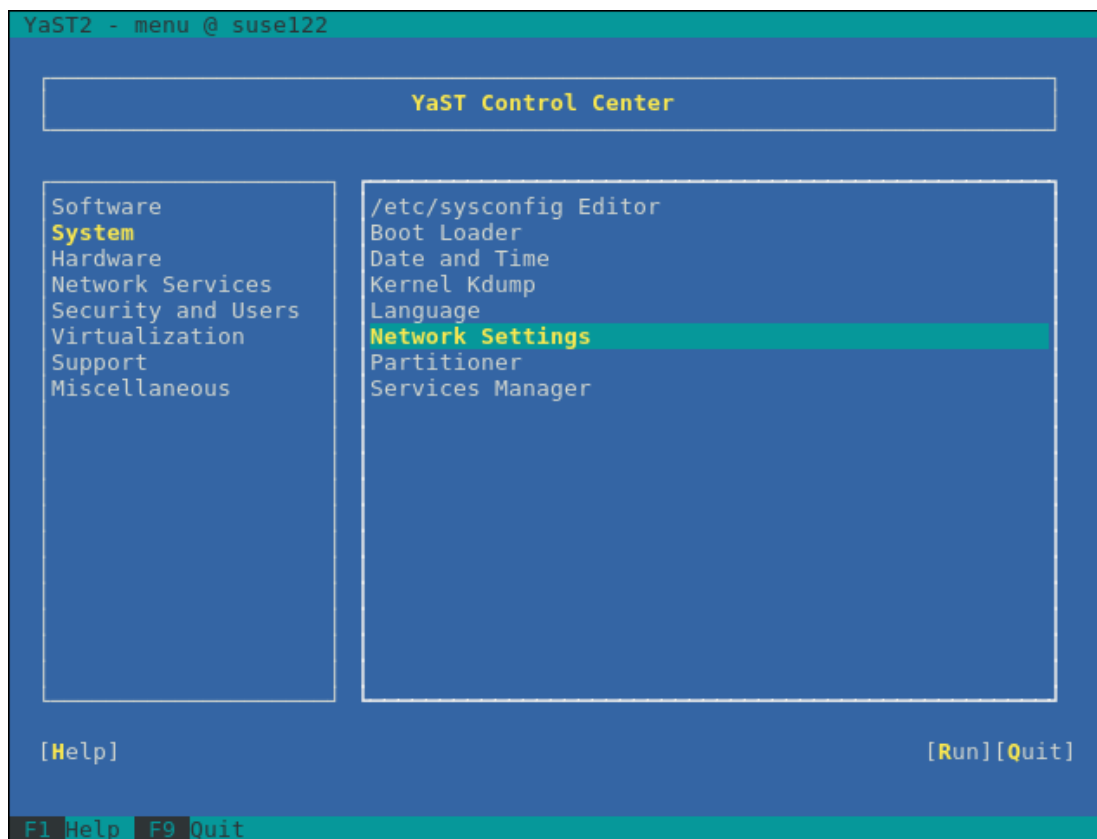 YaST2 - menu @ suse122
YaST Control Center
Software
System
Hardware
Network Services
Security and Users
Virtualization
Support
Miscellaneous
/etc/sysconfig Editor
Boot Loader
Date and Time
Kernel Kdump
Language
Network Settings
Partitioner
Services Manager
[Help] [Run][Quit]
F1 Help F9 Quit